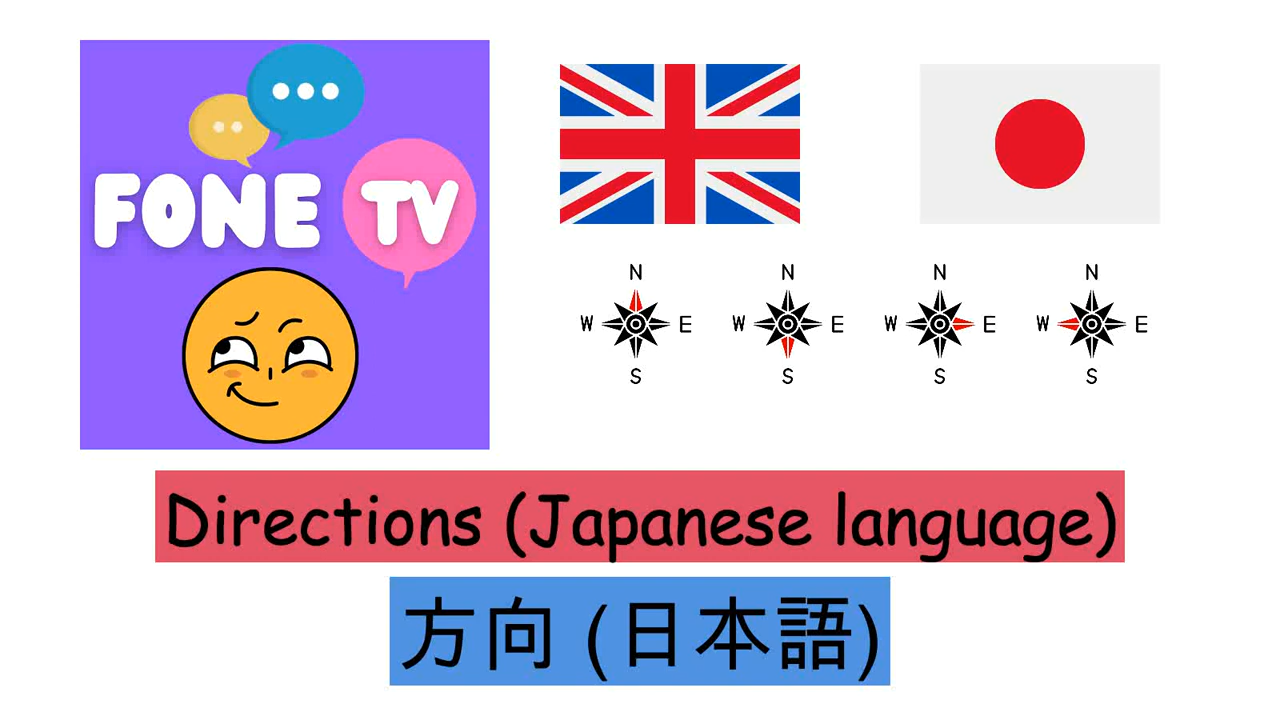 FONE TV
N N N N
W E W E W E W E
S S S S
Directions (Japanese language)
方向 (日本語)